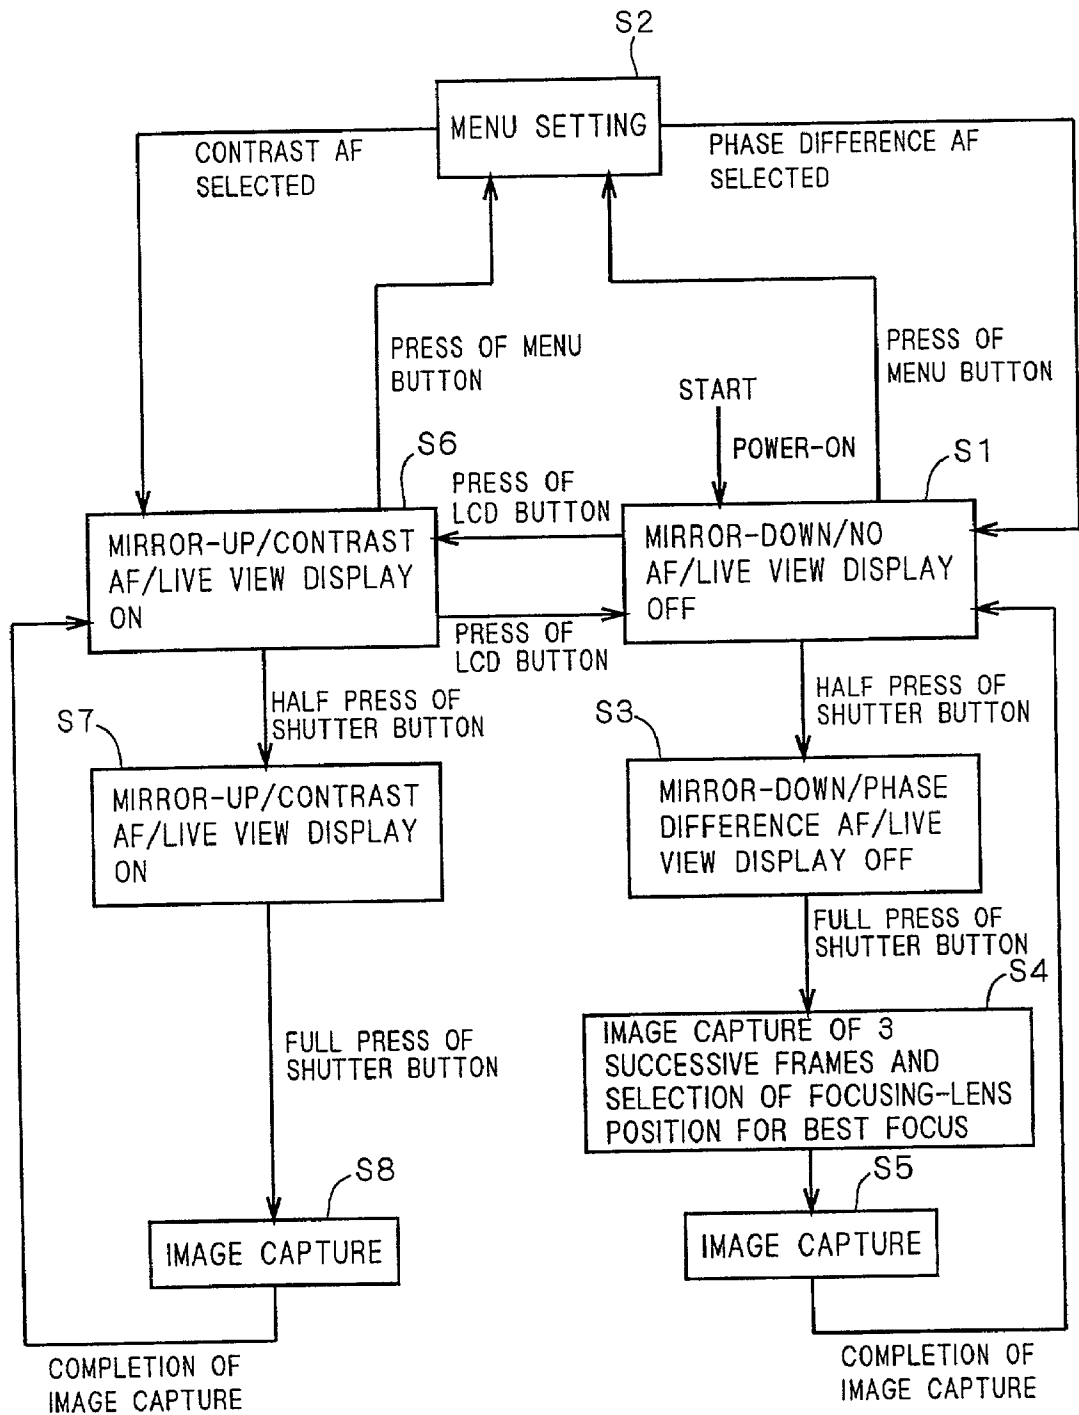 S2
MENU SETTING
CONTRAST AF
SELECTED
PHASE DIFFERENCE AF
SELECTED
PRESS OF MENU
BUTTON
PRESS OF
MENU BUTTON
START
POWER-ON
S6
S1
PRESS OF
LCD BUTTON
MIRROR-UP/CONTRAST
AF/LIVE VIEW DISPLAY
ON
MIRROR-DOWN/NO
AF/LIVE VIEW DISPLAY
OFF
PRESS OF
LCD BUTTON
HALF PRESS OF
SHUTTER BUTTON
HALF PRESS OF
SHUTTER BUTTON
S7
S3
MIRROR-UP/CONTRAST
AF/LIVE VIEW DISPLAY
ON
MIRROR-DOWN/PHASE
DIFFERENCE AF/LIVE
VIEW DISPLAY OFF
FULL PRESS OF
SHUTTER BUTTON
S4
FULL PRESS OF
SHUTTER BUTTON
IMAGE CAPTURE OF 3
SUCCESSIVE FRAMES AND
SELECTION OF FOCUSING-LENS
POSITION FOR BEST FOCUS
S8
S5
IMAGE CAPTURE
IMAGE CAPTURE
COMPLETION OF
IMAGE CAPTURE
COMPLETION OF
IMAGE CAPTURE